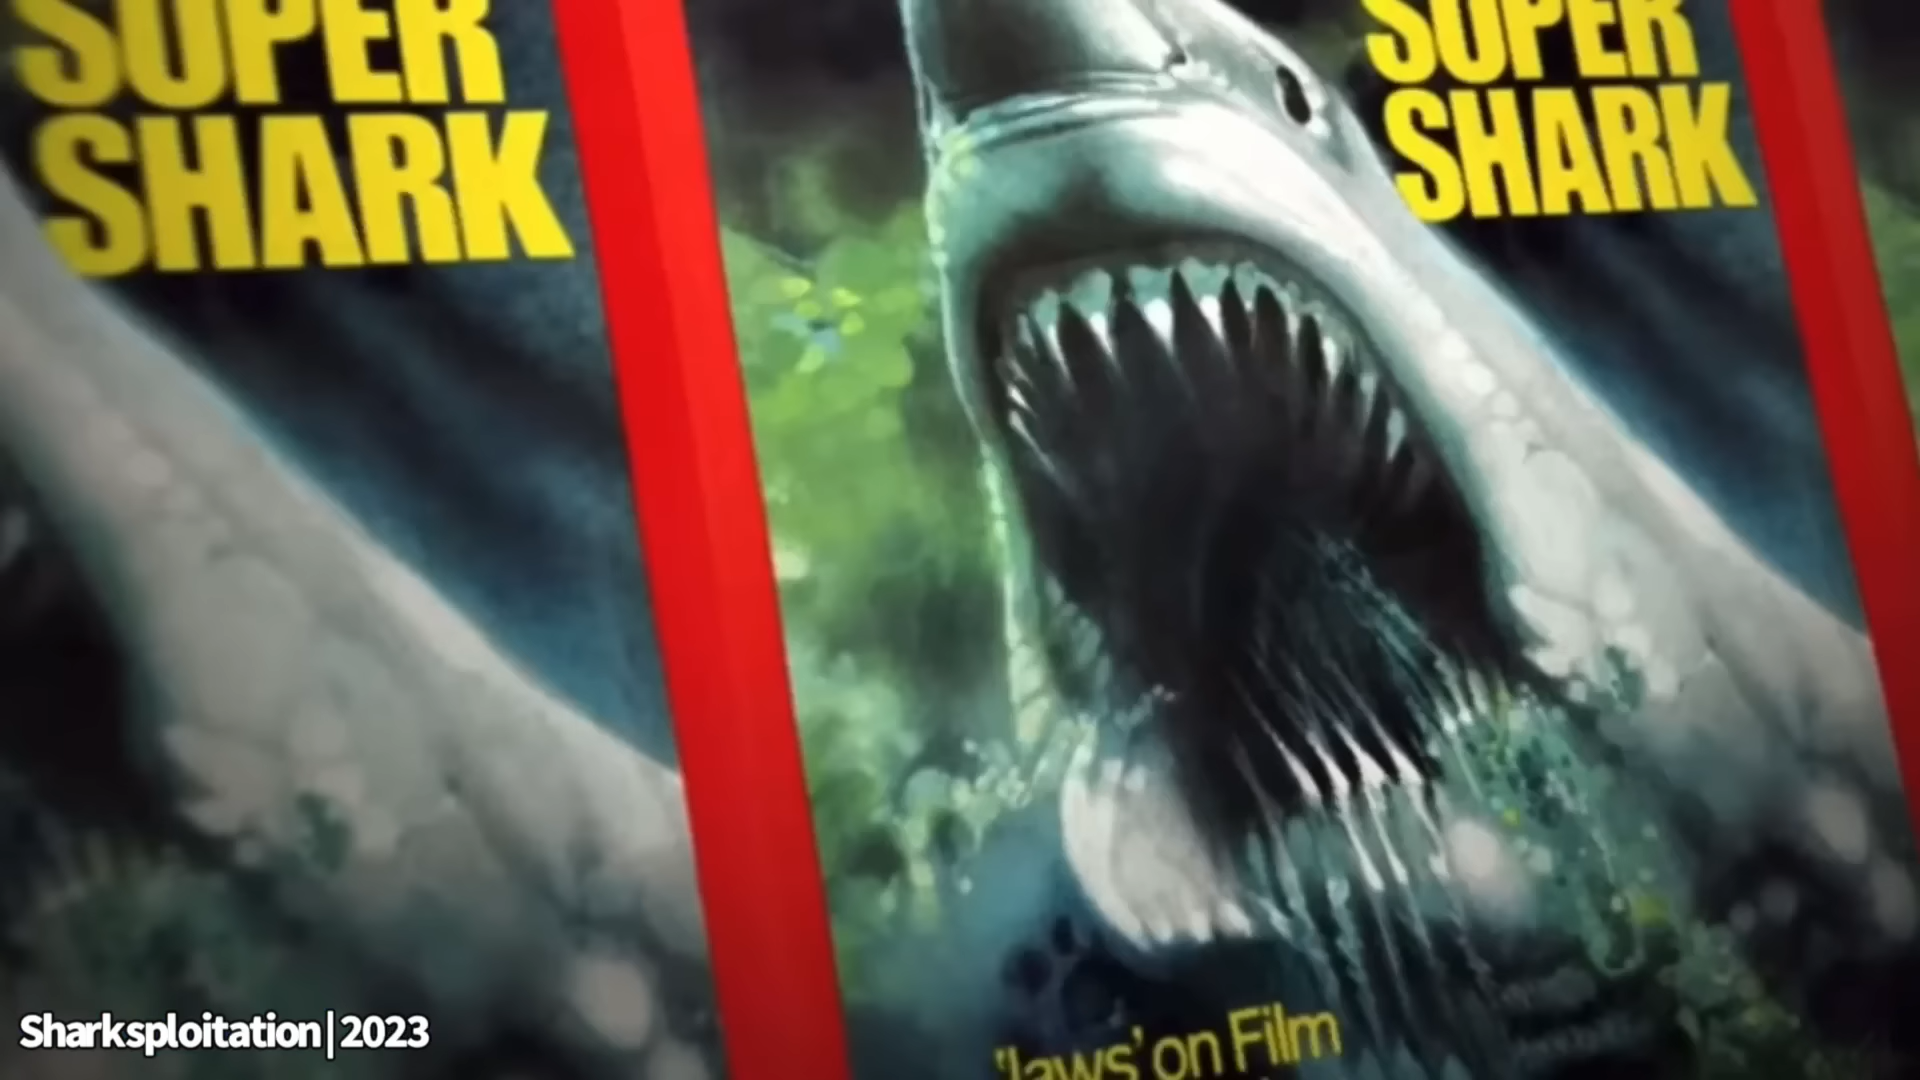 SUPER
SHARK
SUPER
SHARK
'Jaws' on Film
Sharksploitation | 2023